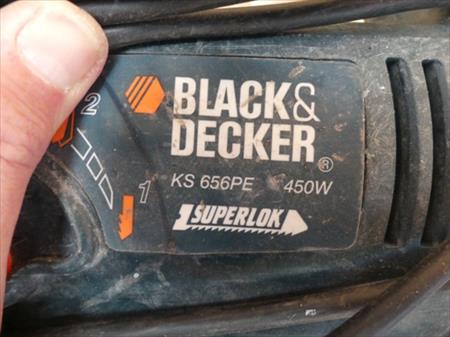 BLACK&
DECKER®
KS 656PE 450W
SUPERLOK
2
1